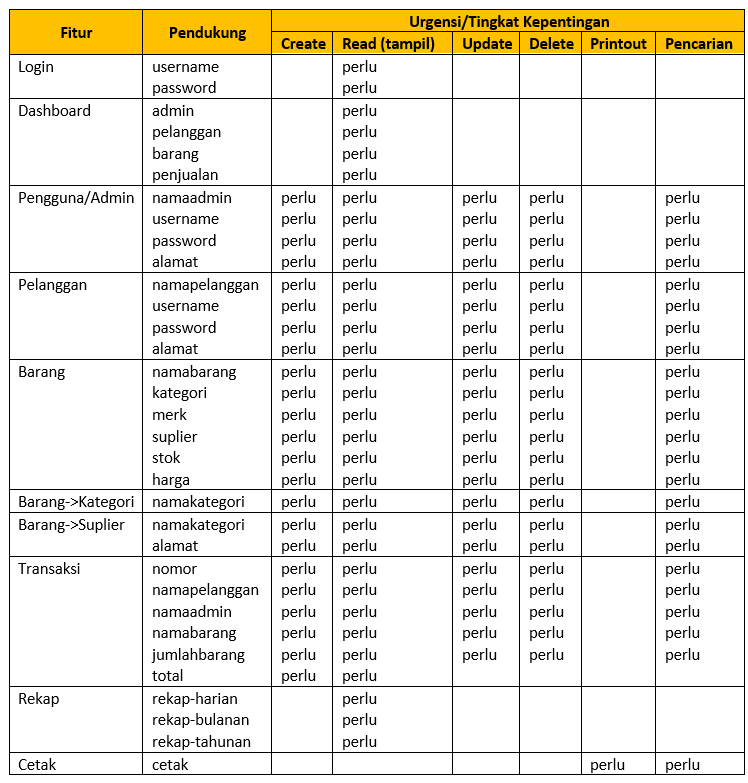 Fitur Pendukung Urgensi/Tingkat Kepentingan
Create Read (tampil) Update Delete Printout Pencarian
Login username perlu
password perlu
Dashboard admin perlu
pelanggan perlu
barang perlu
penjualan perlu
Pengguna/Admin namaadmin perlu perlu perlu perlu perlu
username perlu perlu perlu perlu perlu
password perlu perlu perlu perlu perlu
alamat perlu perlu perlu perlu perlu
Pelanggan namapelanggan perlu perlu perlu perlu perlu
username perlu perlu perlu perlu perlu
password perlu perlu perlu perlu perlu
alamat perlu perlu perlu perlu perlu
Barang namabarang perlu perlu perlu perlu perlu
kategori perlu perlu perlu perlu perlu
merk perlu perlu perlu perlu perlu
suplier perlu perlu perlu perlu perlu
stok perlu perlu perlu perlu perlu
harga perlu perlu perlu perlu perlu
Barang->Kategori namakategori perlu perlu perlu perlu perlu
Barang->Suplier namakategori perlu perlu perlu perlu perlu
alamat perlu perlu perlu perlu perlu
Transaksi nomor perlu perlu perlu perlu perlu
namapelanggan perlu perlu perlu perlu perlu
namaadmin perlu perlu perlu perlu perlu
namabarang perlu perlu perlu perlu perlu
jumlahbarang perlu perlu perlu perlu perlu
total perlu perlu
Rekap rekap-harian perlu
rekap-bulanan perlu
rekap-tahunan perlu
Cetak cetak perlu perlu